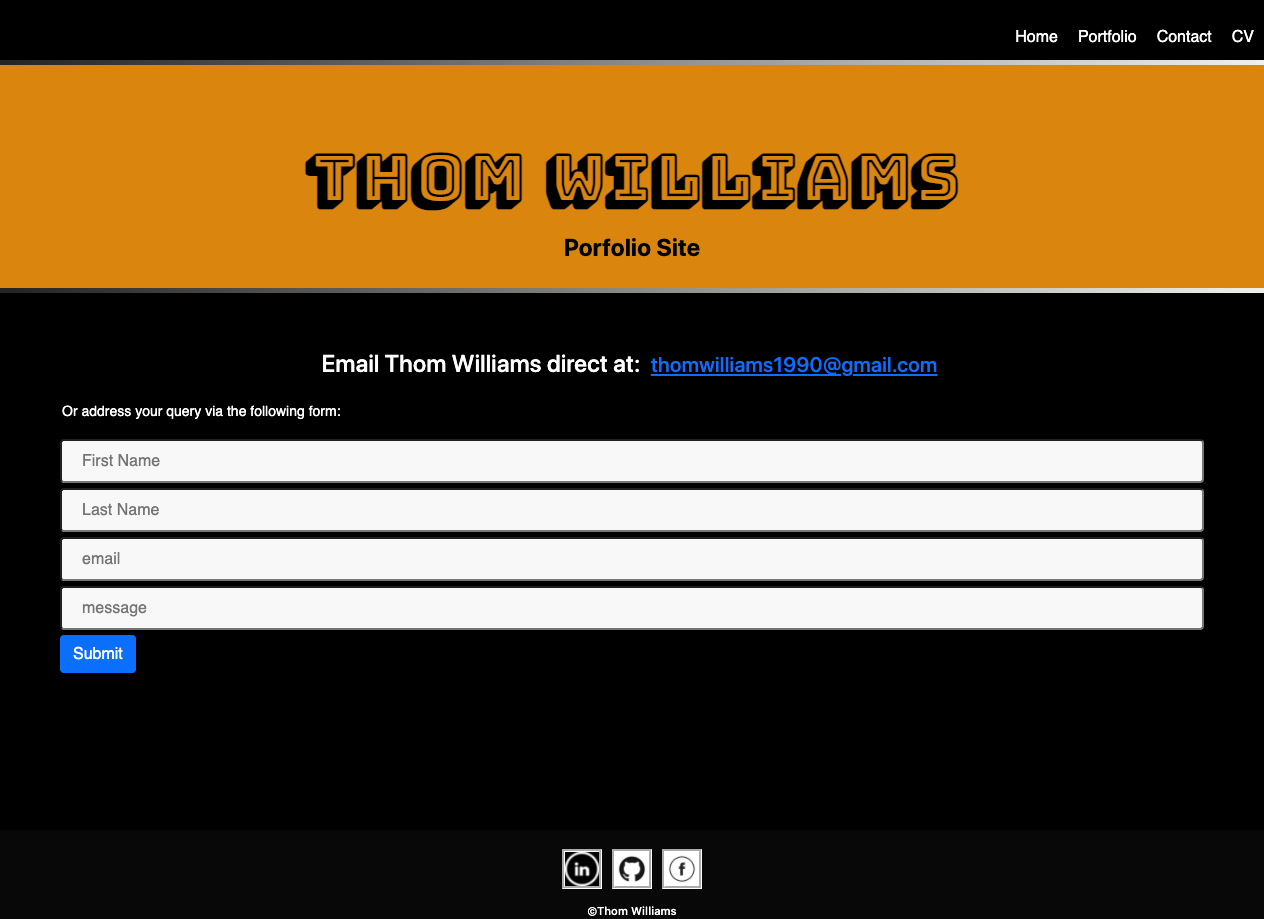 Home Portfolio Contact CV
THOM WILLIAMS
Porfolio Site
Email Thom Williams direct at: thomwilliams1990@gmail.com
Or address your query via the following form:
First Name
Last Name
email
message
Submit
in f
©Thom Williams